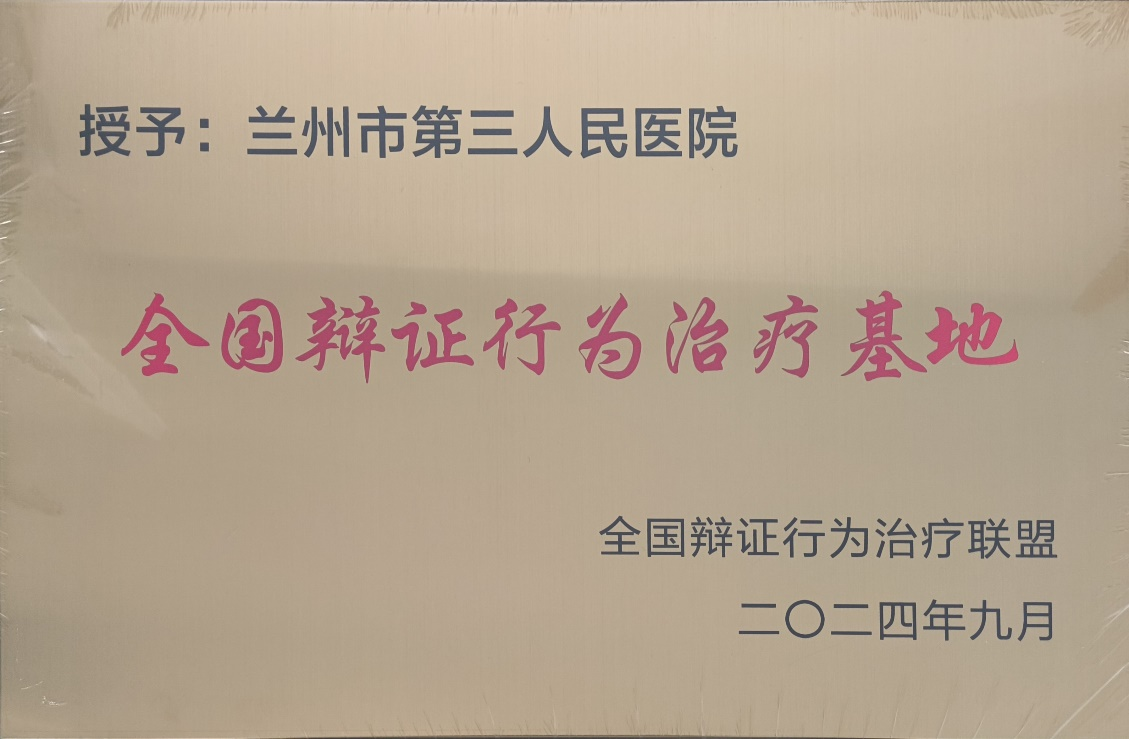 授予：兰州市第三人民医院
全国辩证行为治疗基地
全国辩证行为治疗联盟
二〇二四年九月